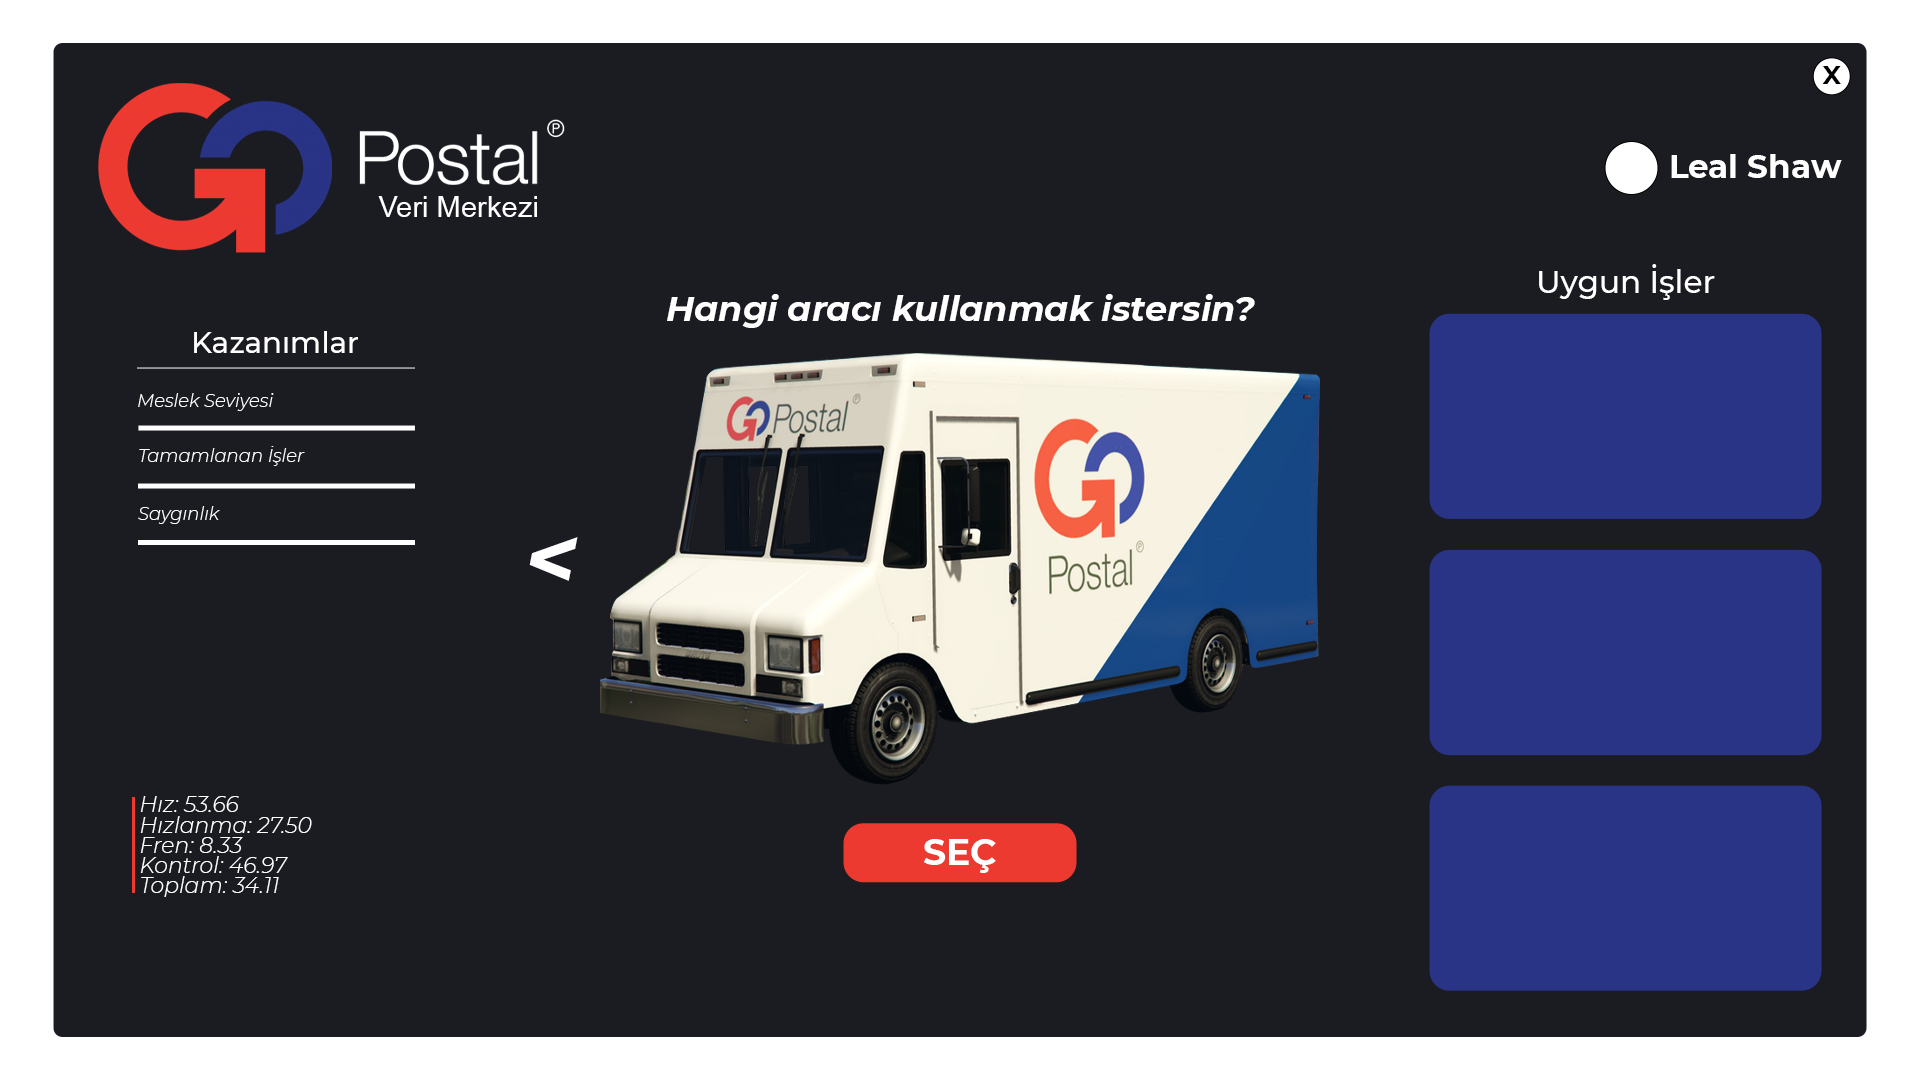 X
GO Postal ℗
Veri Merkezi
Leal Shaw
Uygun İşler
Hangi aracı kullanmak istersin?
Kazanımlar
Meslek Seviyesi
Tamamlanan İşler
Saygınlık
<
GO Postal ℗
GO
Postal ℗
Hız: 53.66
Hızlanma: 27.50
Fren: 8.33
Kontrol: 46.97
Toplam: 34.11
SEÇ